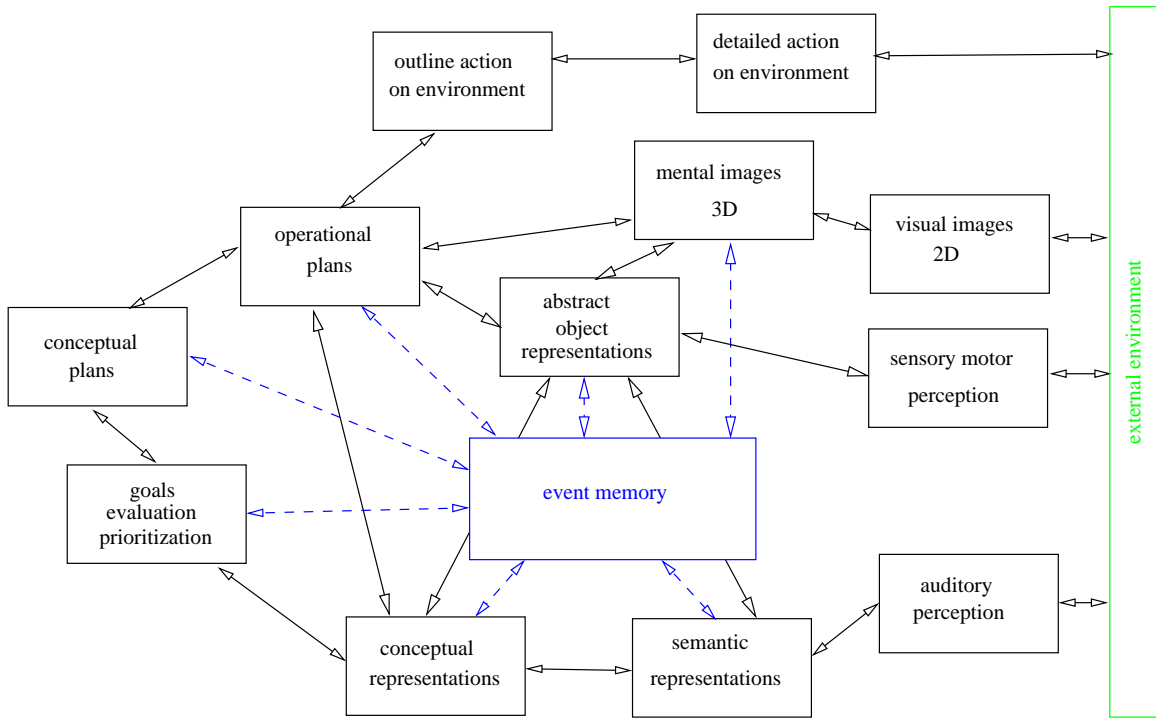 outline action
on environment
detailed action
on environment
mental images
3D
visual images
2D
operational
plans
abstract
object
representations
conceptual
plans
sensory motor
perception
external environment
event memory
goals
evaluation
prioritization
auditory
perception
conceptual
representations
semantic
representations